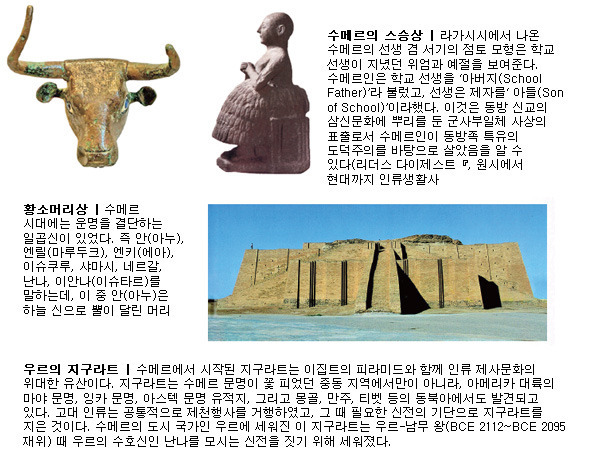 수메르의 스승상 | 라가시시에서 나온
수메르의 선생 겸 서기의 점토 모형은 학교
선생이 지녔던 위엄과 예절을 보여준다.
수메르인은 학교 선생을 '아버지(School
Father)'라 불렀고, 선생은 제자를‘ 아들(Son
of School)'이라했다. 이것은 동방 신교의
삼신문화에 뿌리를 둔 군사부일체 사상의
표출로서 수메르인이 동방족 특유의
도덕주의를 바탕으로 살았음을 알 수
있다(리더스 다이제스트『, 원시에서
현대까지 인류생활사
황소머리상 | 수메르
시대에는 운명을 결단하는
일곱신이 있었다. 즉 안(아누),
엔릴(마루두크), 엔키(에아),
이슈쿠루, 샤마시, 네르갈,
난나, 이안나(이슈타르)를
말하는데, 이 중 안(아누)은
하늘 신으로 뿔이 달린 머리
우르의 지구라트 | 수메르에서 시작된 지구라트는 이집트의 피라미드와 함께 인류 제사문화의
위대한 유산이다. 지구라트는 수메르 문명이 꽃 피었던 중동 지역에서만이 아니라, 아메리카 대륙의
마야 문명, 잉카 문명, 아스텍 문명 유적지, 그리고 몽골, 만주, 티벳 등의 동북아에서도 발견되고
있다. 고대 인류는 공통적으로 제천행사를 거행하였고, 그 때 필요한 신전의 기단으로 지구라트를
지은 것이다. 수메르의 도시 국가인 우르에 세워진 이 지구라트는 우르-남무 왕(BCE 2112~BCE 2095
재위) 때 우르의 수호신인 난나를 모시는 신전을 짓기 위해 세워졌다.